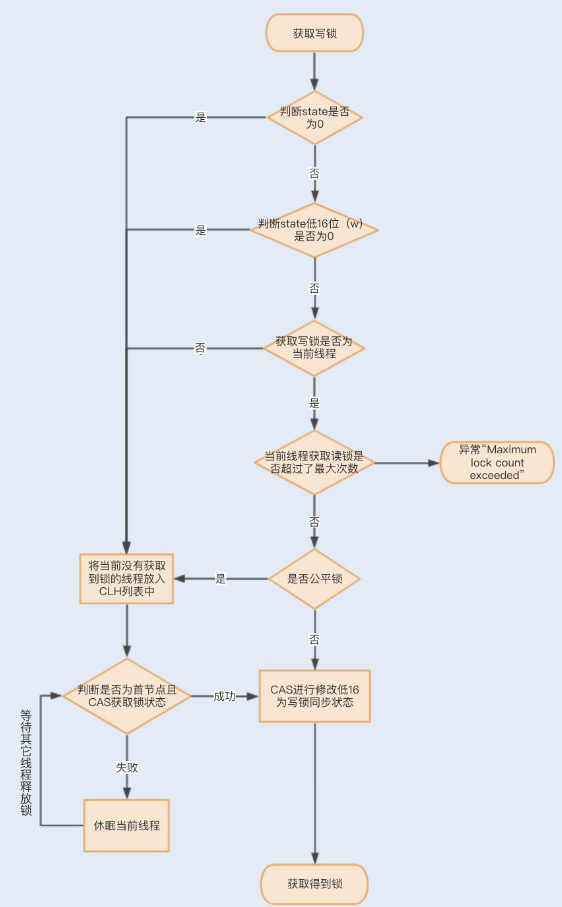 获取写锁
判断state是否
为0
是
否
判断state低16位（w)
是否为0
是
否
获取写锁是否为
当前线程
否
是
当前线程获取读锁是
否超过了最大次数
异常“Maximum
lock count
exceeded”
否
将当前没有获取
到锁的线程放入
CLH列表中
是
是否公平锁
否
判断是否为首节点且
CAS获取锁状态
成功
CAS进行修改低16
为写锁同步状态
等待其它线程释放锁
失败
休眠当前线程
获取得到锁